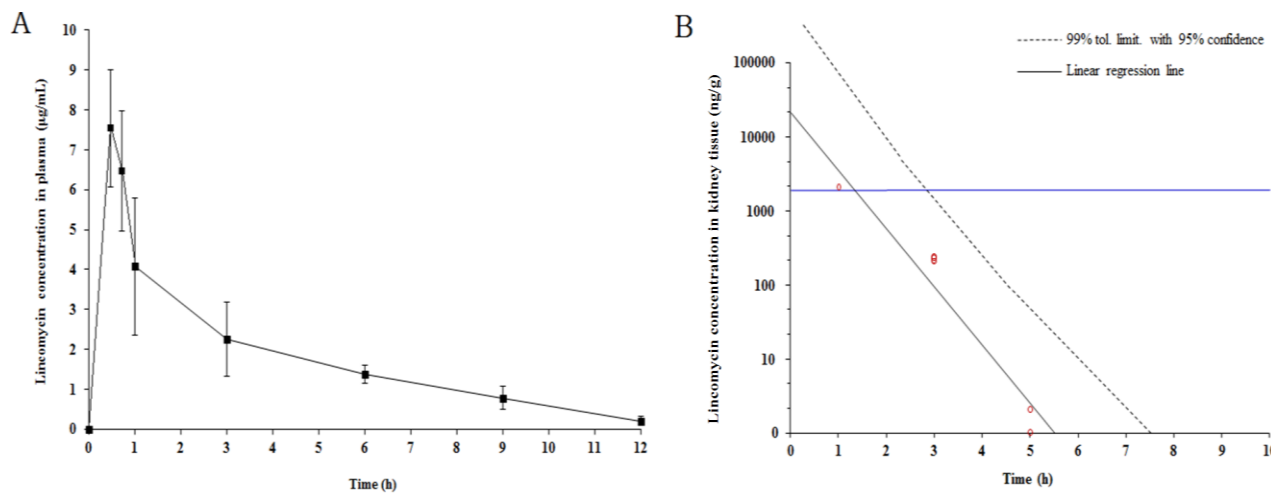 A
Lincomycin concentration in plasma (µg/mL)
10
9
8
7
6
5
4
3
2
1
0
0 1 2 3 4 5 6 7 8 9 10 11 12
Time (h)
B
99% tol. limit. with 95% confidence
Linear regression line
Lincomycin concentration in kidney tissue (ng/g)
100000
10000
1000
100
10
0
0 1 2 3 4 5 6 7 8 9 10
Time (h)